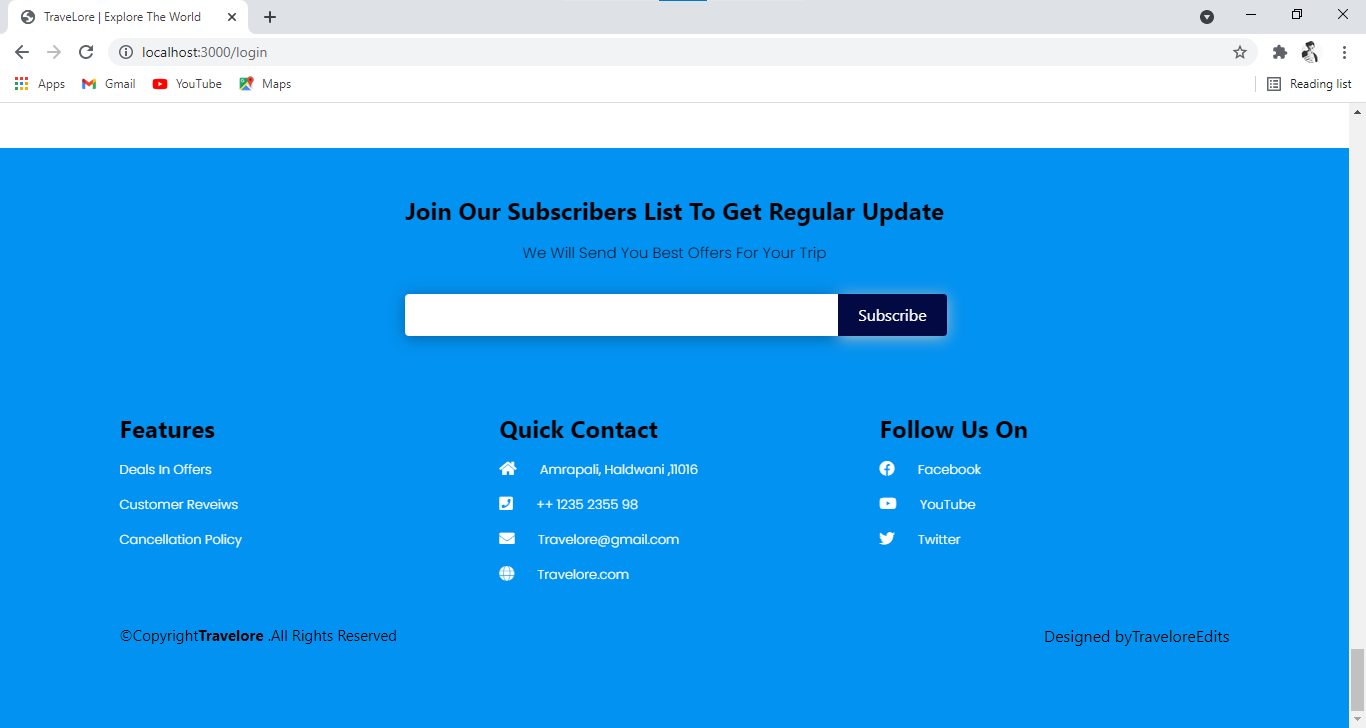 TraveLore | Explore The World
localhost:3000/login
Apps Gmail YouTube Maps Reading list
Join Our Subscribers List To Get Regular Update
We Will Send You Best Offers For Your Trip
Subscribe
Features
Deals In Offers
Customer Reveiws
Cancellation Policy
Quick Contact
Amrapali, Haldwani ,11016
++ 1235 2355 98
Travelore@gmail.com
Travelore.com
Follow Us On
Facebook
YouTube
Twitter
©CopyrightTravelore .All Rights Reserved
Designed byTraveloreEdits